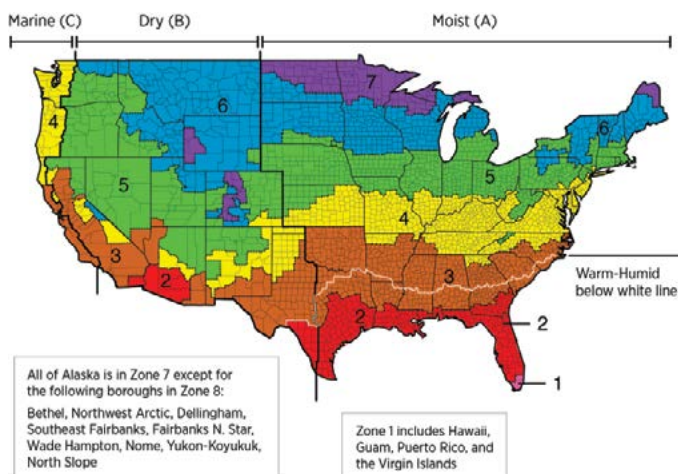 Marine (C)
Dry (B)
Moist (A)
7
6
6
4
5
5
4
3
3
2
2
Warm-Humid
below white line
2
1
All of Alaska is in Zone 7 except for
the following boroughs in Zone 8:
Bethel, Northwest Arctic, Dellingham,
Southeast Fairbanks, Fairbanks N. Star,
Wade Hampton, Nome, Yukon-Koyukuk,
North Slope
Zone 1 includes Hawaii,
Guam, Puerto Rico, and
the Virgin Islands